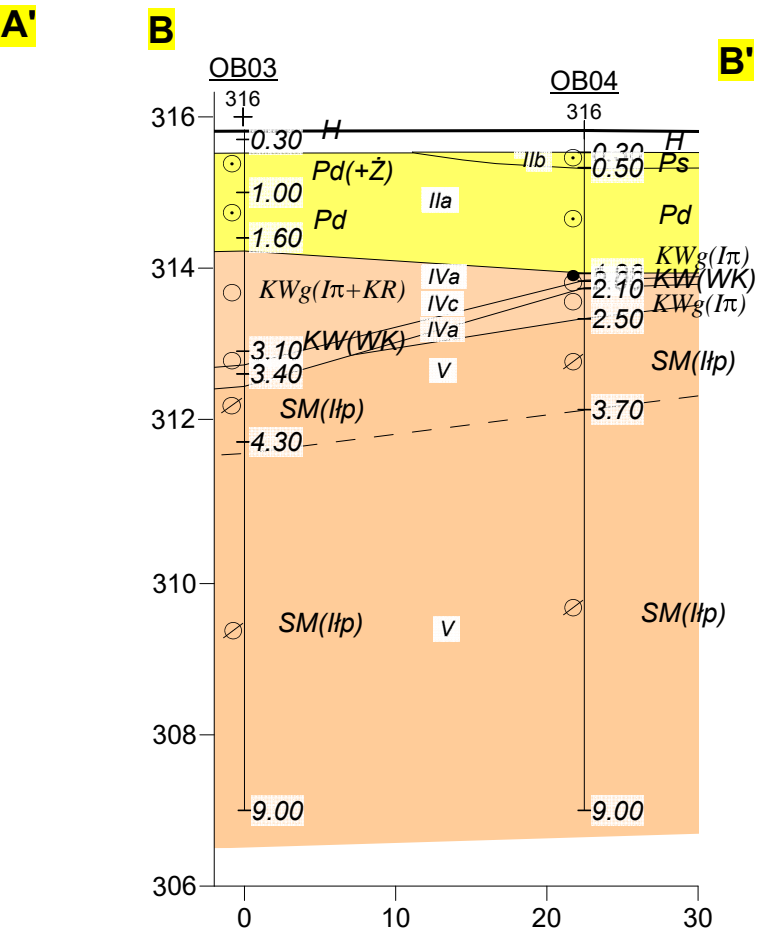 A'
B
B'
OB03
OB04
316
316
316
H
0.30
H
0.30
IIb
0.50
Ps
Pd(+Ż)
1.00
IIa
Pd
Pd
1.60
KWg(Iπ)
314
IVa
KW(WK)
2.10
KWg(Iπ+KR)
IVc
KWg(Iπ)
IVa
2.50
KW(WK)
3.10
SM(Iłp)
3.40
V
SM(Iłp)
3.70
312
4.30
310
SM(Iłp)
SM(Iłp)
V
308
9.00
9.00
306
0
10
20
30